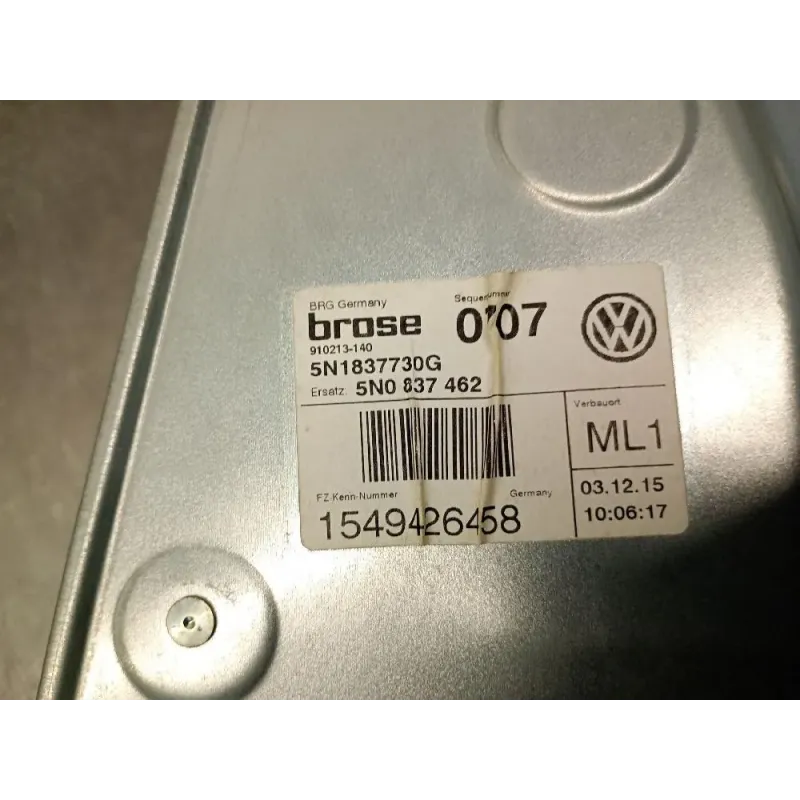 BRG Germany
brose
910213-140
5N1837730G
Ersatz: 5N0 837 462
0707
Verbauort
ML1
FZ-Kenn-Nummer
Germany
1549426458
03.12.15
10:06:17